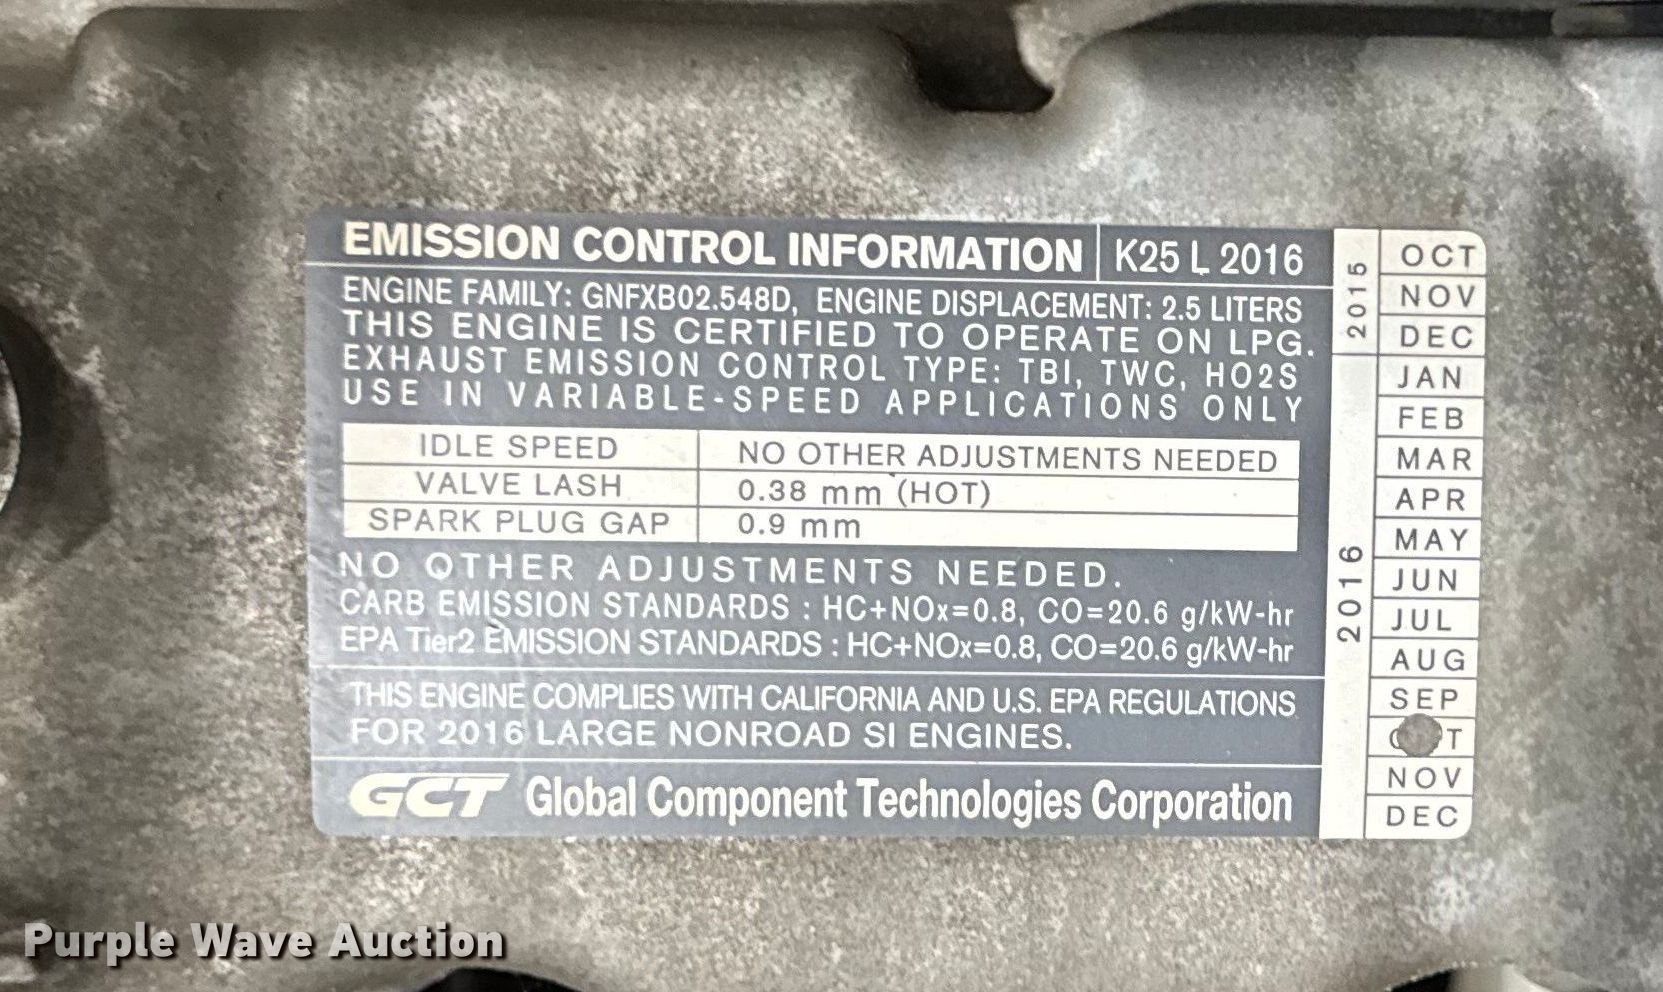 EMISSION CONTROL INFORMATION K25 L 2016
ENGINE FAMILY: GNFXB02.548D, ENGINE DISPLACEMENT: 2.5 LITERS
THIS ENGINE IS CERTIFIED TO OPERATE ON LPG.
EXHAUST EMISSION CONTROL TYPE: TBI, TWC, HO2S
USE IN VARIABLE-SPEED APPLICATIONS ONLY
IDLE SPEED NO OTHER ADJUSTMENTS NEEDED
VALVE LASH 0.38 mm (HOT)
SPARK PLUG GAP 0.9 mm
NO OTHER ADJUSTMENTS NEEDED.
CARB EMISSION STANDARDS : HC+NOx=0.8, CO=20.6 g/kW-hr
EPA Tier2 EMISSION STANDARDS : HC+NOx=0.8, CO=20.6 g/kW-hr
THIS ENGINE COMPLIES WITH CALIFORNIA AND U.S. EPA REGULATIONS
FOR 2016 LARGE NONROAD SI ENGINES.
GCT Global Component Technologies Corporation
2015
OCT
NOV
DEC
2016
JAN
FEB
MAR
APR
MAY
JUN
JUL
AUG
SEP
T
NOV
DEC
Purple Wave Auction